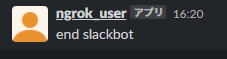 ngrok_user アプリ 16:20
end slackbot